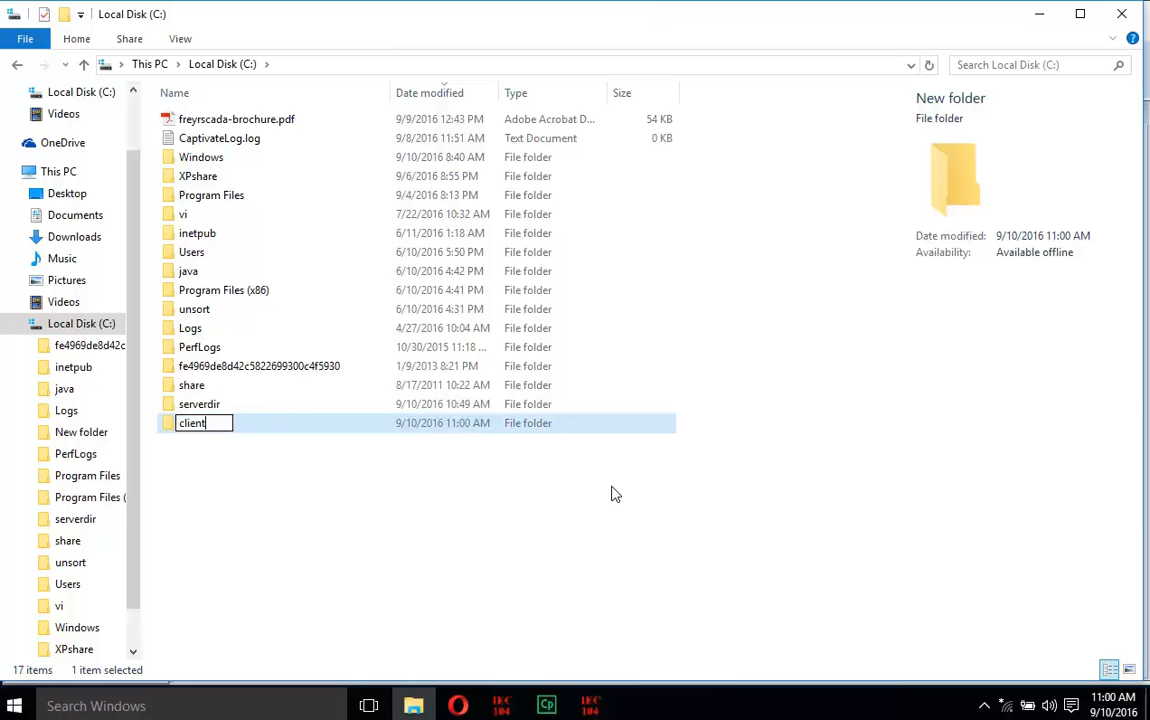 Local Disk (C:)
File Home Share View
This PC Local Disk (C:) Search Local Disk (C:)
Name Date modified Type Size
Local Disk (C:)
Videos
OneDrive
This PC
Desktop
Documents
Downloads
Music
Pictures
Videos
Local Disk (C:)
fe4969de8d42c
inetpub
java
Logs
New folder
PerfLogs
Program Files
Program Files (
serverdir
share
unsort
Users
vi
Windows
XPshare
freyrscada-brochure.pdf 9/9/2016 12:43 PM Adobe Acrobat D... 54 KB
CaptivateLog.log 9/8/2016 11:51 AM Text Document 0 KB
Windows 9/10/2016 8:40 AM File folder
XPshare 9/6/2016 8:55 PM File folder
Program Files 9/4/2016 8:13 PM File folder
vi 7/22/2016 10:32 AM File folder
inetpub 6/11/2016 1:18 AM File folder
Users 6/10/2016 5:50 PM File folder
java 6/10/2016 4:42 PM File folder
Program Files (x86) 6/10/2016 4:41 PM File folder
unsort 6/10/2016 4:31 PM File folder
Logs 4/27/2016 10:04 AM File folder
PerfLogs 10/30/2015 11:18 ... File folder
fe4969de8d42c5822699300c4f5930 1/9/2013 8:21 PM File folder
share 8/17/2011 10:22 AM File folder
serverdir 9/10/2016 10:49 AM File folder
client 9/10/2016 11:00 AM File folder
New folder
File folder
Date modified: 9/10/2016 11:00 AM
Availability: Available offline
17 items 1 item selected
Search Windows
IEC 104
Cp
IEC 104
11:00 AM
9/10/2016